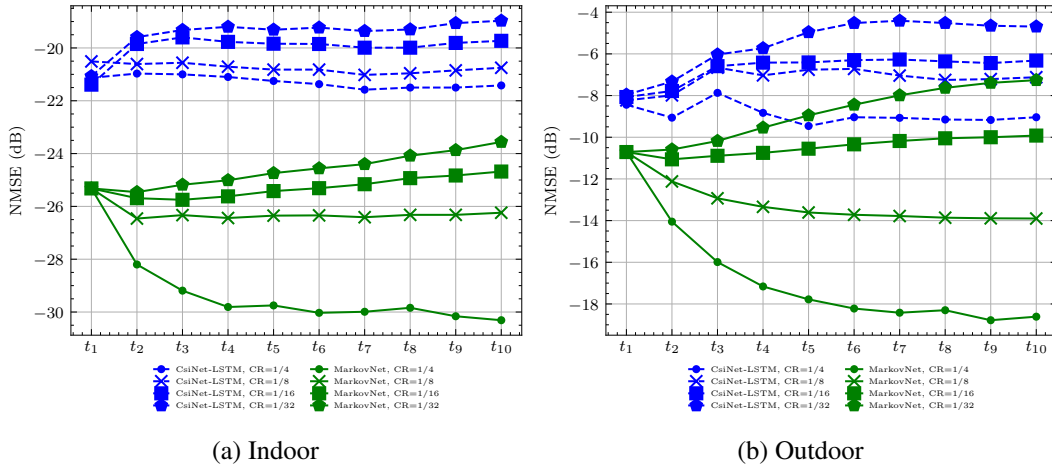 −20
−22
−24
−26
−28
−30
NMSE (dB)
t1 t2 t3 t4 t5 t6 t7 t8 t9 t10
CsiNet-LSTM, CR=1/4
CsiNet-LSTM, CR=1/8
CsiNet-LSTM, CR=1/16
CsiNet-LSTM, CR=1/32
MarkovNet, CR=1/4
MarkovNet, CR=1/8
MarkovNet, CR=1/16
MarkovNet, CR=1/32
(a) Indoor
−4
−6
−8
−10
−12
−14
−16
−18
NMSE (dB)
t1 t2 t3 t4 t5 t6 t7 t8 t9 t10
CsiNet-LSTM, CR=1/4
CsiNet-LSTM, CR=1/8
CsiNet-LSTM, CR=1/16
CsiNet-LSTM, CR=1/32
MarkovNet, CR=1/4
MarkovNet, CR=1/8
MarkovNet, CR=1/16
MarkovNet, CR=1/32
(b) Outdoor